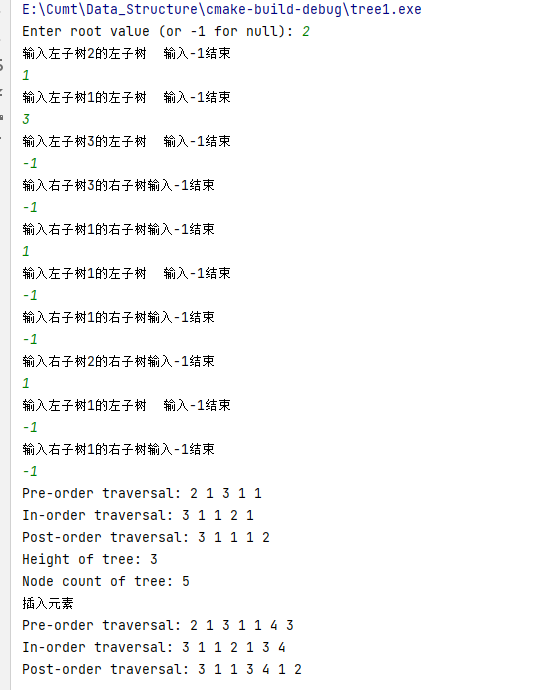 E:\Cumt\Data_Structure\cmake-build-debug\tree1.exe
Enter root value (or -1 for null): 2
输入左子树2的左子树  输入-1结束
1
输入左子树1的左子树  输入-1结束
3
输入左子树3的左子树  输入-1结束
-1
输入右子树3的右子树输入-1结束
-1
输入右子树1的右子树输入-1结束
1
输入左子树1的左子树  输入-1结束
-1
输入右子树1的右子树输入-1结束
-1
输入右子树2的右子树输入-1结束
1
输入左子树1的左子树  输入-1结束
-1
输入右子树1的右子树输入-1结束
-1
Pre-order traversal: 2 1 3 1 1
In-order traversal: 3 1 1 2 1
Post-order traversal: 3 1 1 1 2
Height of tree: 3
Node count of tree: 5
插入元素
Pre-order traversal: 2 1 3 1 1 4 3
In-order traversal: 3 1 1 2 1 3 4
Post-order traversal: 3 1 1 3 4 1 2